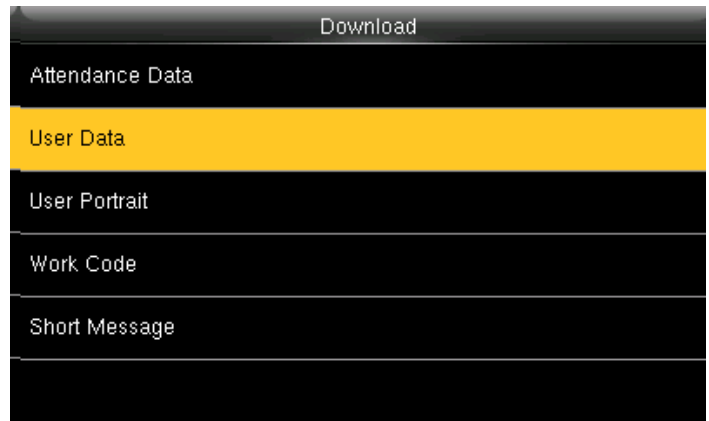 Download
Attendance Data
User Data
User Portrait
Work Code
Short Message